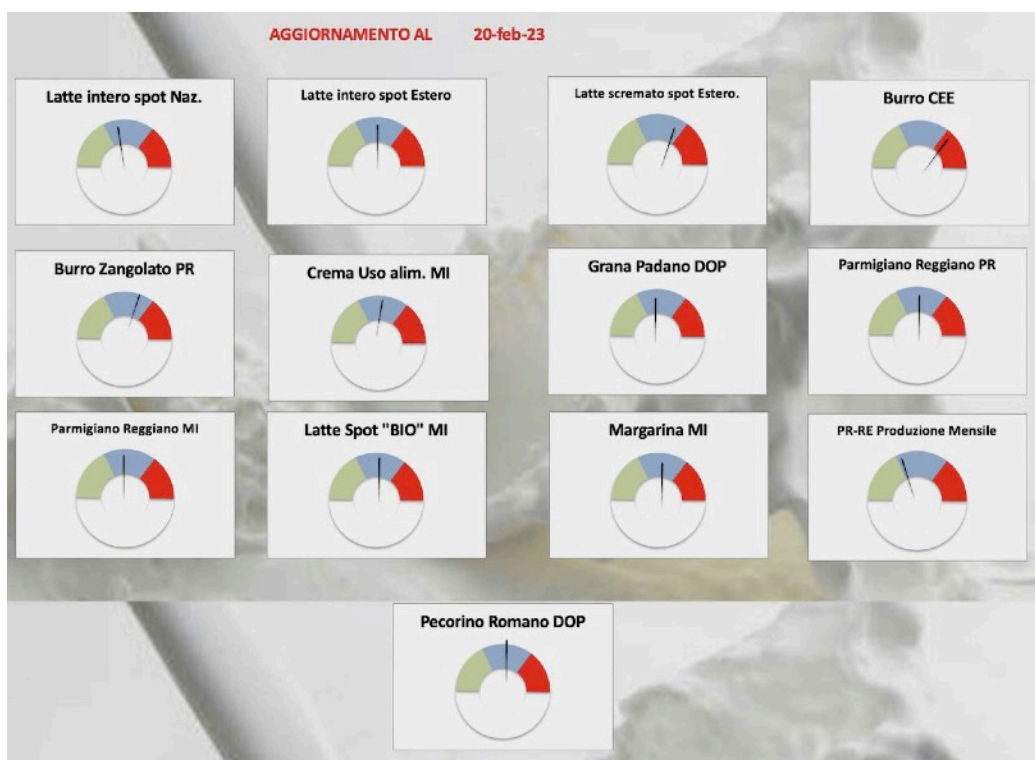 AGGIORNAMENTO AL 20-feb-23
Latte intero spot Naz.
Latte intero spot Estero
Latte scremato spot Estero.
Burro CEE
Burro Zangolato PR
Crema Uso alim. MI
Grana Padano DOP
Parmigiano Reggiano PR
Parmigiano Reggiano MI
Latte Spot "BIO" MI
Margarina MI
PR-RE Produzione Mensile
Pecorino Romano DOP